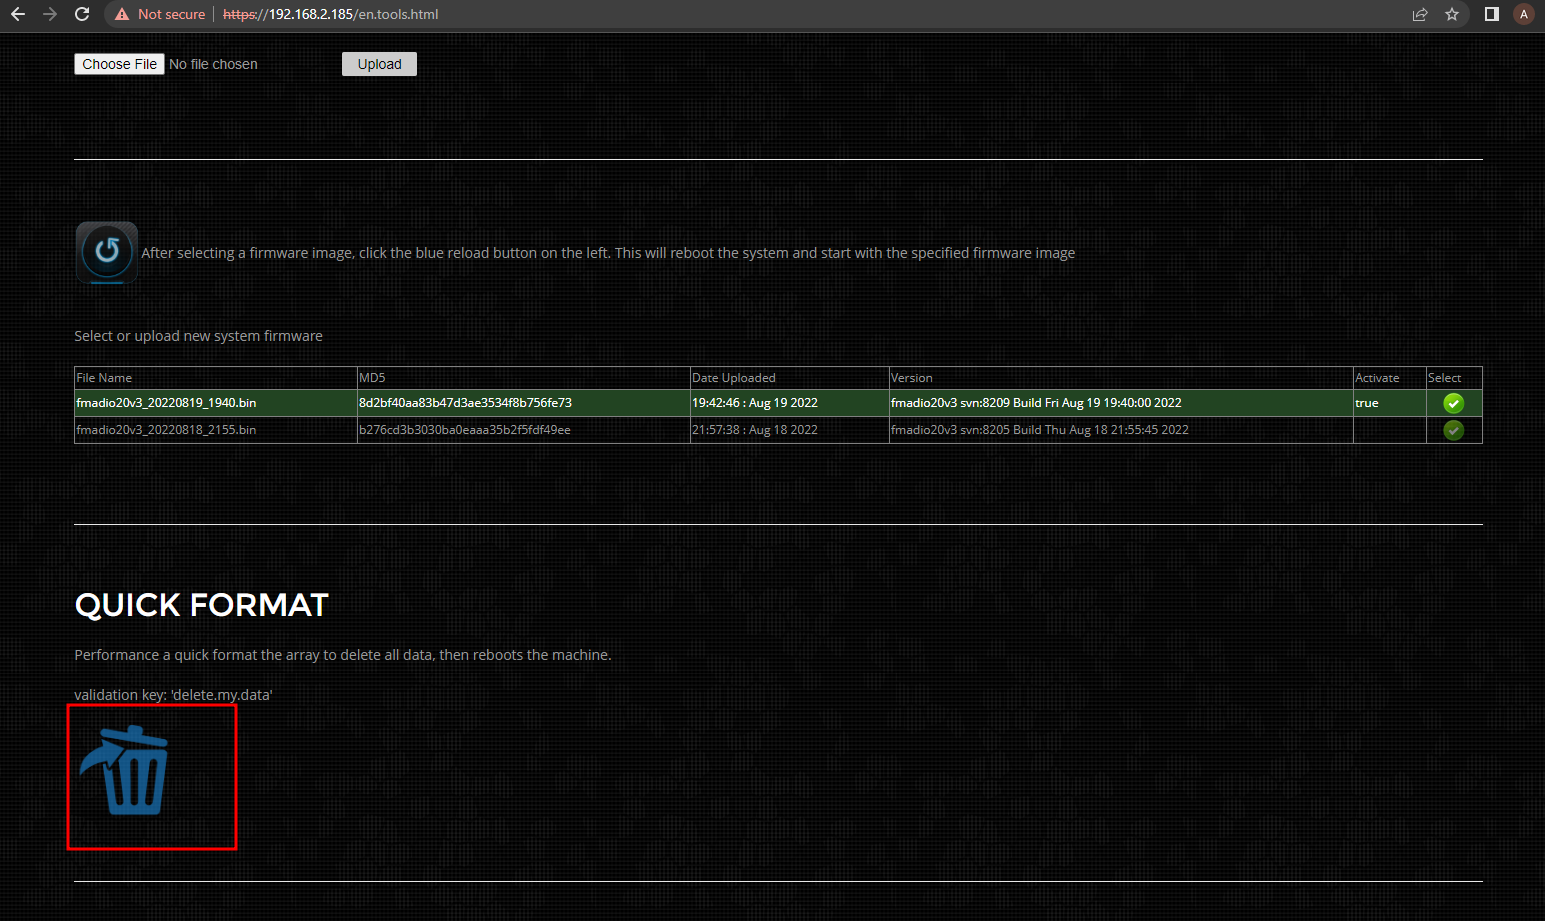 Not secure | https://192.168.2.185/en.tools.html
A
Choose File No file chosen Upload
After selecting a firmware image, click the blue reload button on the left. This will reboot the system and start with the specified firmware image
Select or upload new system firmware
File Name MD5 Date Uploaded Version Activate Select
fmadio20v3_20220819_1940.bin 8d2bf40aa83b47d3ae3534f8b756fe73 19:42:46 : Aug 19 2022 fmadio20v3 svn:8209 Build Fri Aug 19 19:40:00 2022 true
fmadio20v3_20220818_2155.bin b276cd3b3030ba0eaaa35b2f5fdf49ee 21:57:38 : Aug 18 2022 fmadio20v3 svn:8205 Build Thu Aug 18 21:55:45 2022
QUICK FORMAT
Performance a quick format the array to delete all data, then reboots the machine.
validation key: 'delete.my.data'